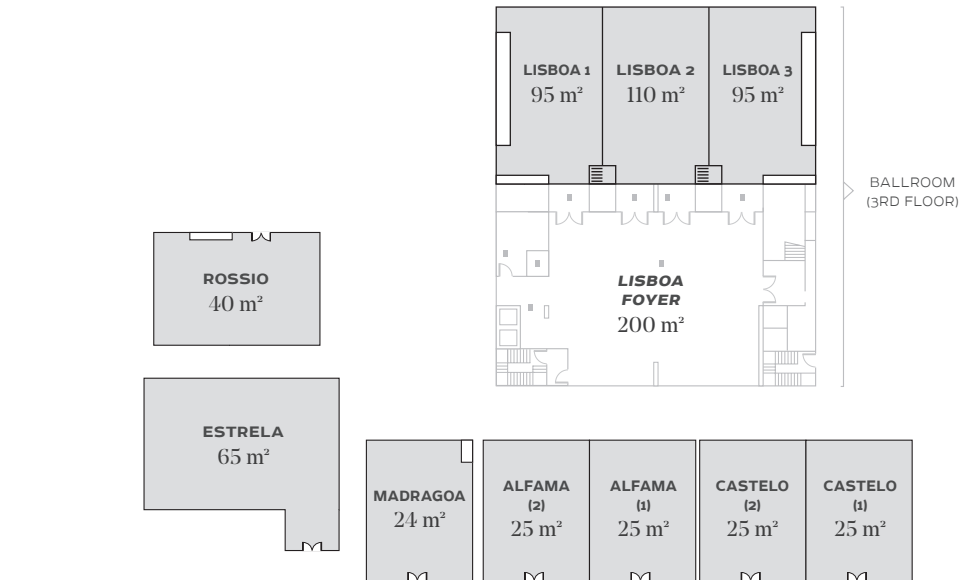 LISBOA 1
95 m²
LISBOA 2
110 m²
LISBOA 3
95 m²
BALLROOM
(3RD FLOOR)
LISBOA
FOYER
200 m²
ROSSIO
40 m²
ESTRELA
65 m²
MADRAGOA
24 m²
ALFAMA
(2)
25 m²
ALFAMA
(1)
25 m²
CASTELO
(2)
25 m²
CASTELO
(1)
25 m²